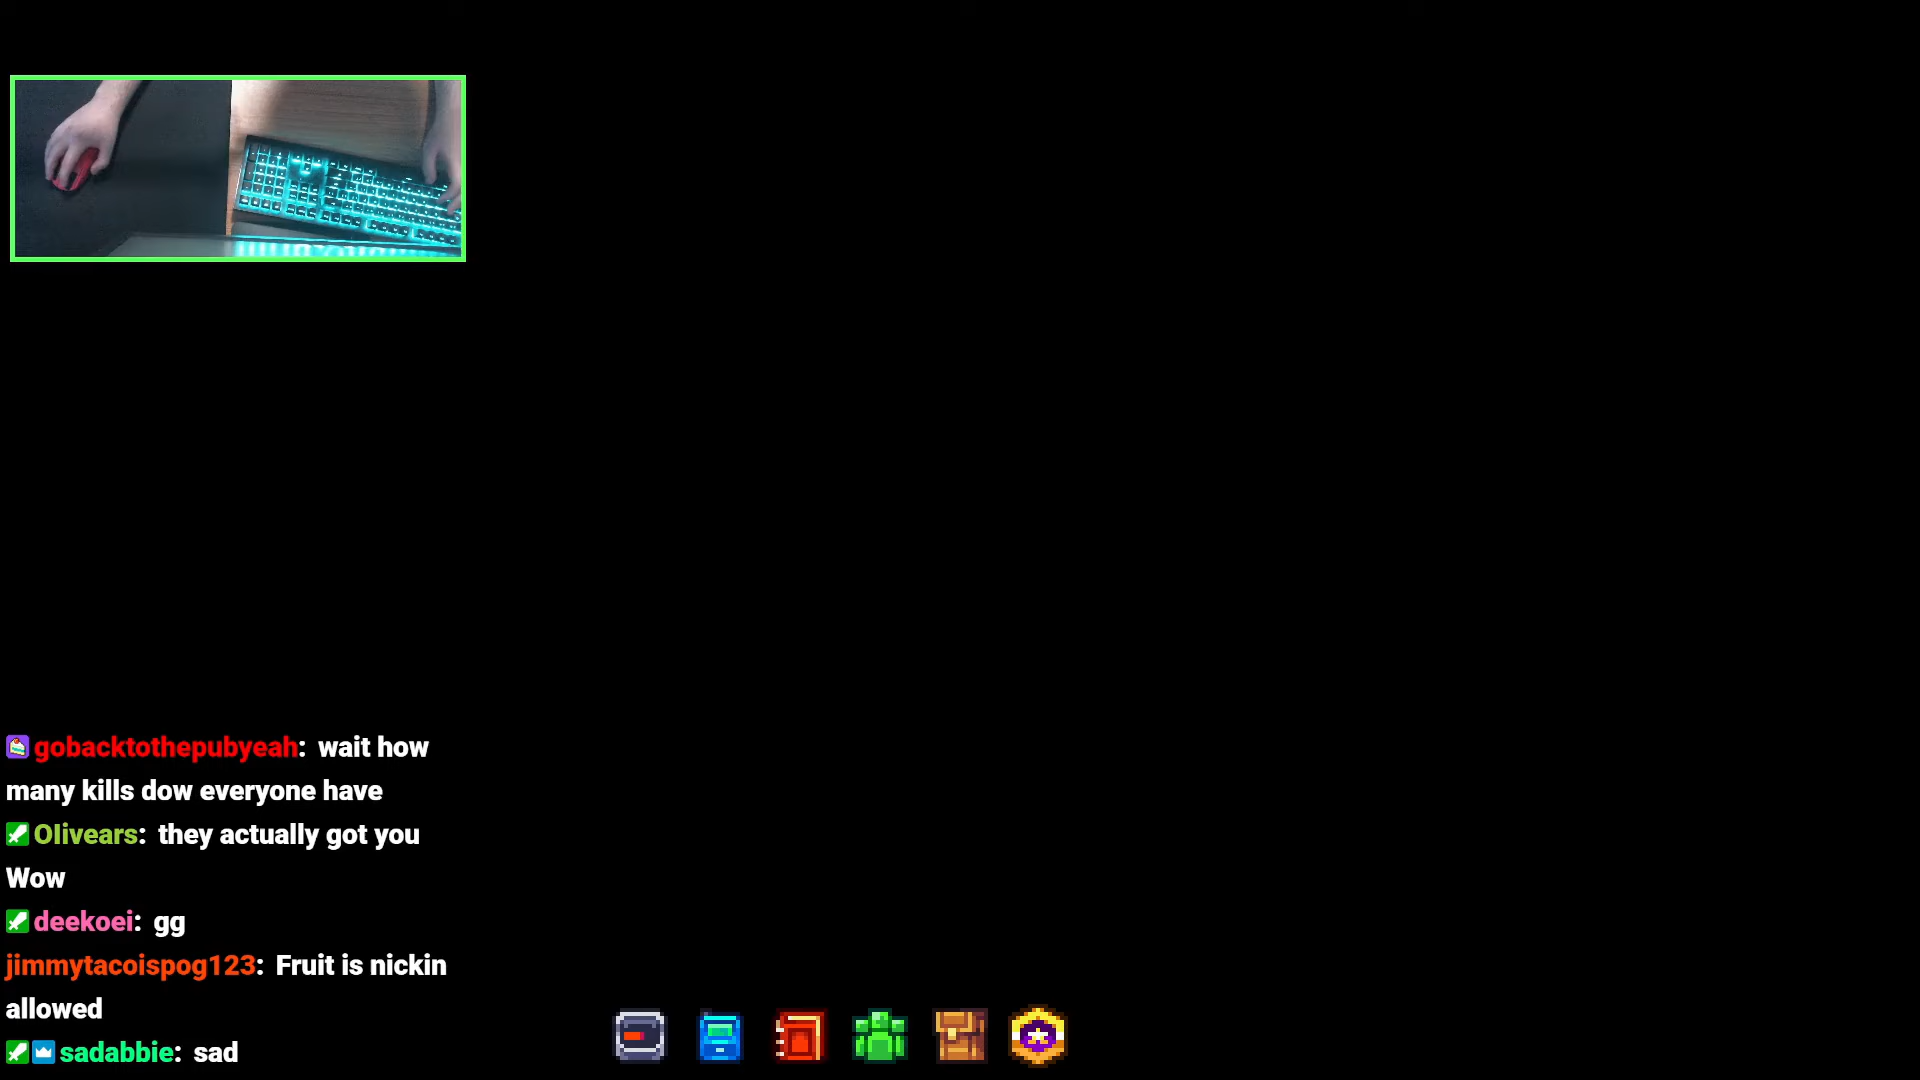 gobacktothepubyeah: wait how
many kills dow everyone have
Olivears: they actually got you
Wow
deekoei: gg
jimmytacoispog123: Fruit is nickin
allowed
sadabbie: sad